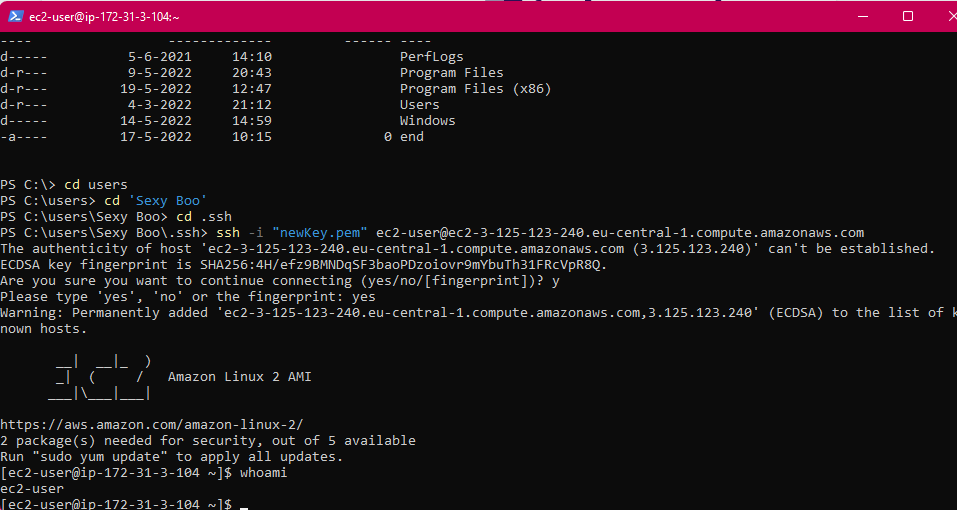 ec2-user@ip-172-31-3-104:~
---- ------------- ------ ----
d----- 5-6-2021 14:10 PerfLogs
d-r--- 9-5-2022 20:43 Program Files
d-r--- 19-5-2022 12:47 Program Files (x86)
d-r--- 4-3-2022 21:12 Users
d----- 14-5-2022 14:59 Windows
-a---- 17-5-2022 10:15 0 end
PS C:\> cd users
PS C:\users> cd 'Sexy Boo'
PS C:\users\Sexy Boo> cd .ssh
PS C:\users\Sexy Boo\.ssh> ssh -i "newKey.pem" ec2-user@ec2-3-125-123-240.eu-central-1.compute.amazonaws.com
The authenticity of host 'ec2-3-125-123-240.eu-central-1.compute.amazonaws.com (3.125.123.240)' can't be established.
ECDSA key fingerprint is SHA256:4H/efz9BMNDqSF3baoPDzoiovr9mYbuTh31FRcVpR8Q.
Are you sure you want to continue connecting (yes/no/[fingerprint])? y
Please type 'yes', 'no' or the fingerprint: yes
Warning: Permanently added 'ec2-3-125-123-240.eu-central-1.compute.amazonaws.com,3.125.123.240' (ECDSA) to the list of k
nown hosts.
__| __|_ )
_| ( / Amazon Linux 2 AMI
___|\___|___|
https://aws.amazon.com/amazon-linux-2/
2 package(s) needed for security, out of 5 available
Run "sudo yum update" to apply all updates.
[ec2-user@ip-172-31-3-104 ~]$ whoami
ec2-user
[ec2-user@ip-172-31-3-104 ~]$ _